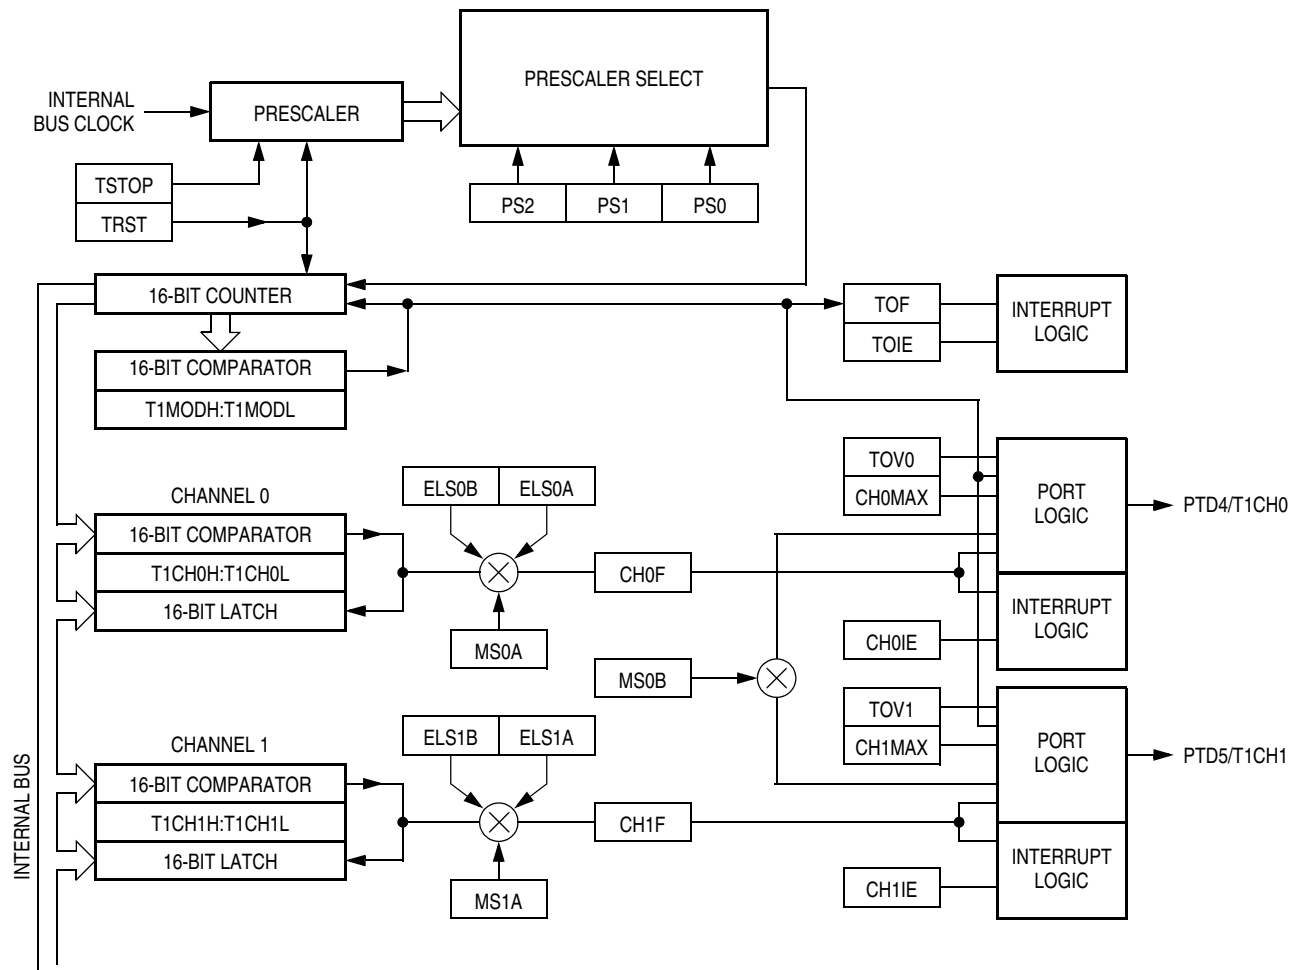 PRESCALER SELECT
INTERNAL
BUS CLOCK
PRESCALER
TSTOP
TRST
PS2
PS1
PS0
16-BIT COUNTER
16-BIT COMPARATOR
T1MODH:T1MODL
TOF
TOIE
INTERRUPT
LOGIC
CHANNEL 0
16-BIT COMPARATOR
T1CH0H:T1CH0L
16-BIT LATCH
ELS0B
ELS0A
MS0A
CH0F
TOV0
CH0MAX
PORT
LOGIC
PTD4/T1CH0
INTERRUPT
LOGIC
CH0IE
MS0B
CHANNEL 1
16-BIT COMPARATOR
T1CH1H:T1CH1L
16-BIT LATCH
ELS1B
ELS1A
MS1A
CH1F
TOV1
CH1MAX
PORT
LOGIC
PTD5/T1CH1
INTERRUPT
LOGIC
CH1IE
INTERNAL BUS